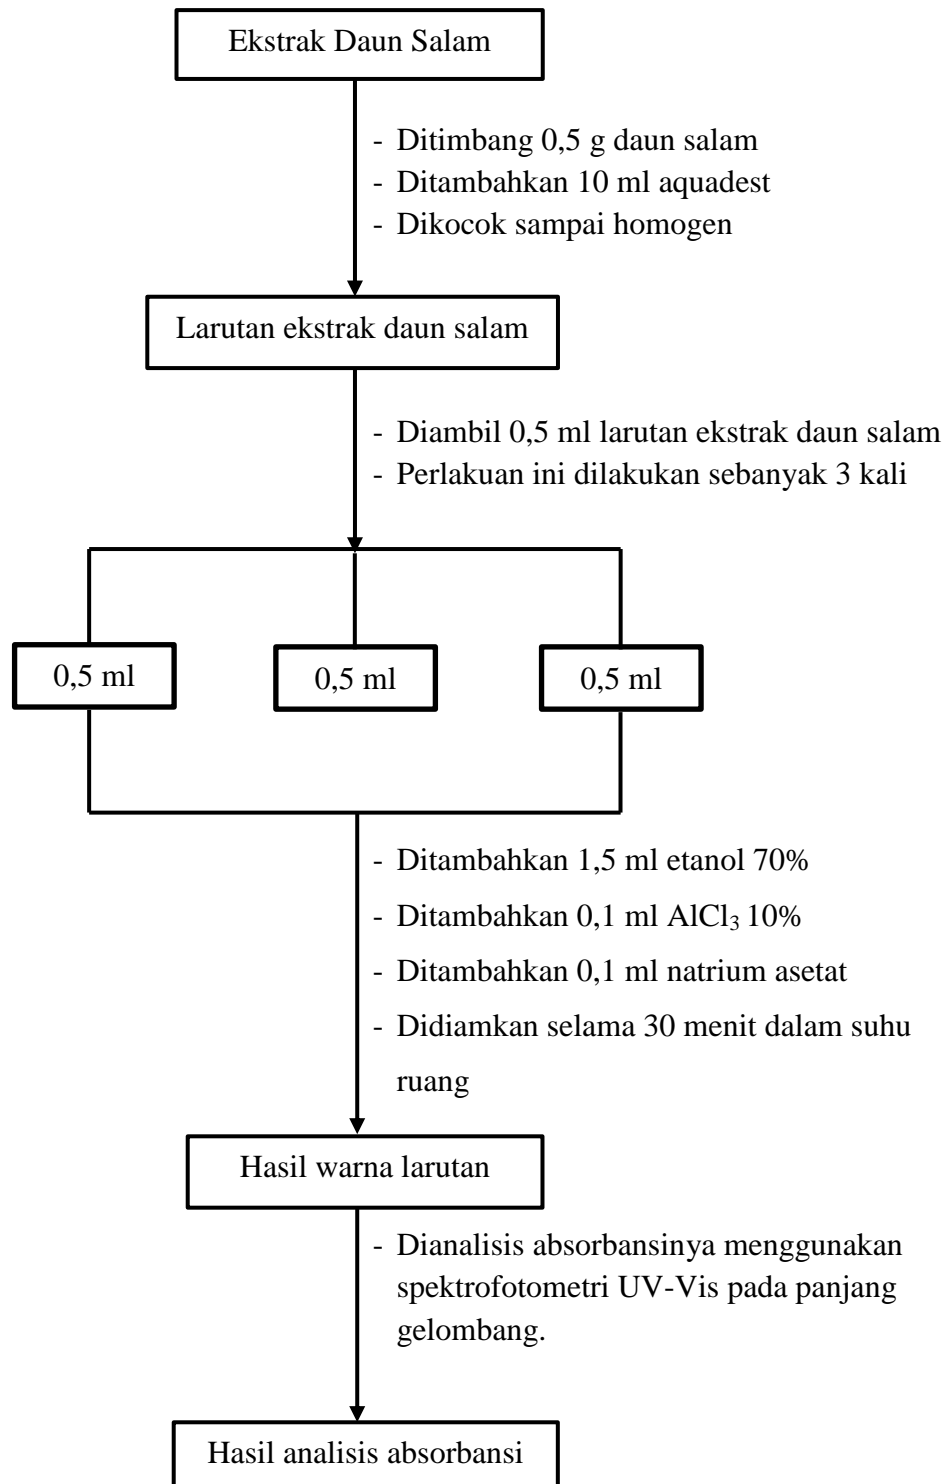 Ekstrak Daun Salam
- Ditimbang 0,5 g daun salam
- Ditambahkan 10 ml aquadest
- Dikocok sampai homogen
Larutan ekstrak daun salam
- Diambil 0,5 ml larutan ekstrak daun salam
- Perlakuan ini dilakukan sebanyak 3 kali
0,5 ml
0,5 ml
0,5 ml
- Ditambahkan 1,5 ml etanol 70%
- Ditambahkan 0,1 ml AlCl₃ 10%
- Ditambahkan 0,1 ml natrium asetat
- Didiamkan selama 30 menit dalam suhu
ruang
Hasil warna larutan
- Dianalisis absorbansinya menggunakan
spektrofotometri UV-Vis pada panjang
gelombang.
Hasil analisis absorbansi